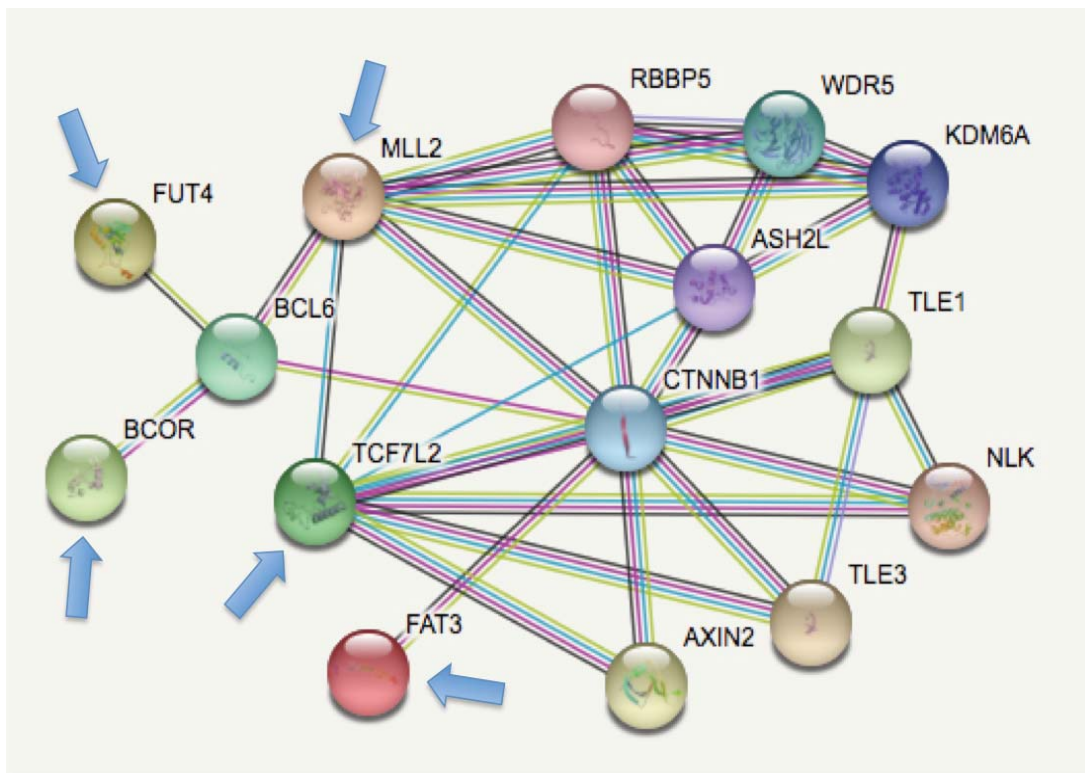 RBBP5
WDR5
MLL2
KDM6A
FUT4
ASH2L
BCL6
TLE1
CTNNB1
BCOR
TCF7L2
NLK
TLE3
FAT3
AXIN2